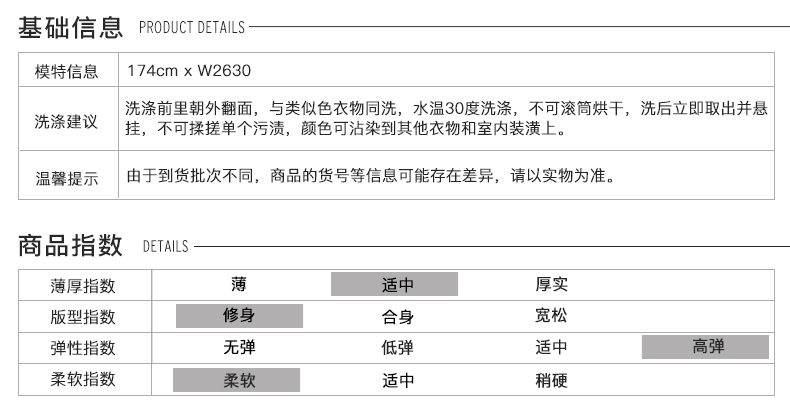 基础信息 PRODUCT DETAILS
模特信息 174cm x W2630
洗涤建议 洗涤前里朝外翻面，与类似色衣物同洗，水温30度洗涤，不可滚筒烘干，洗后立即取出并悬
挂，不可揉搓单个污渍，颜色可沾染到其他衣物和室内装潢上。
温馨提示 由于到货批次不同，商品的货号等信息可能存在差异，请以实物为准。
商品指数 DETAILS
薄厚指数 薄 适中 厚实
版型指数 修身 合身 宽松
弹性指数 无弹 低弹 适中 高弹
柔软指数 柔软 适中 稍硬